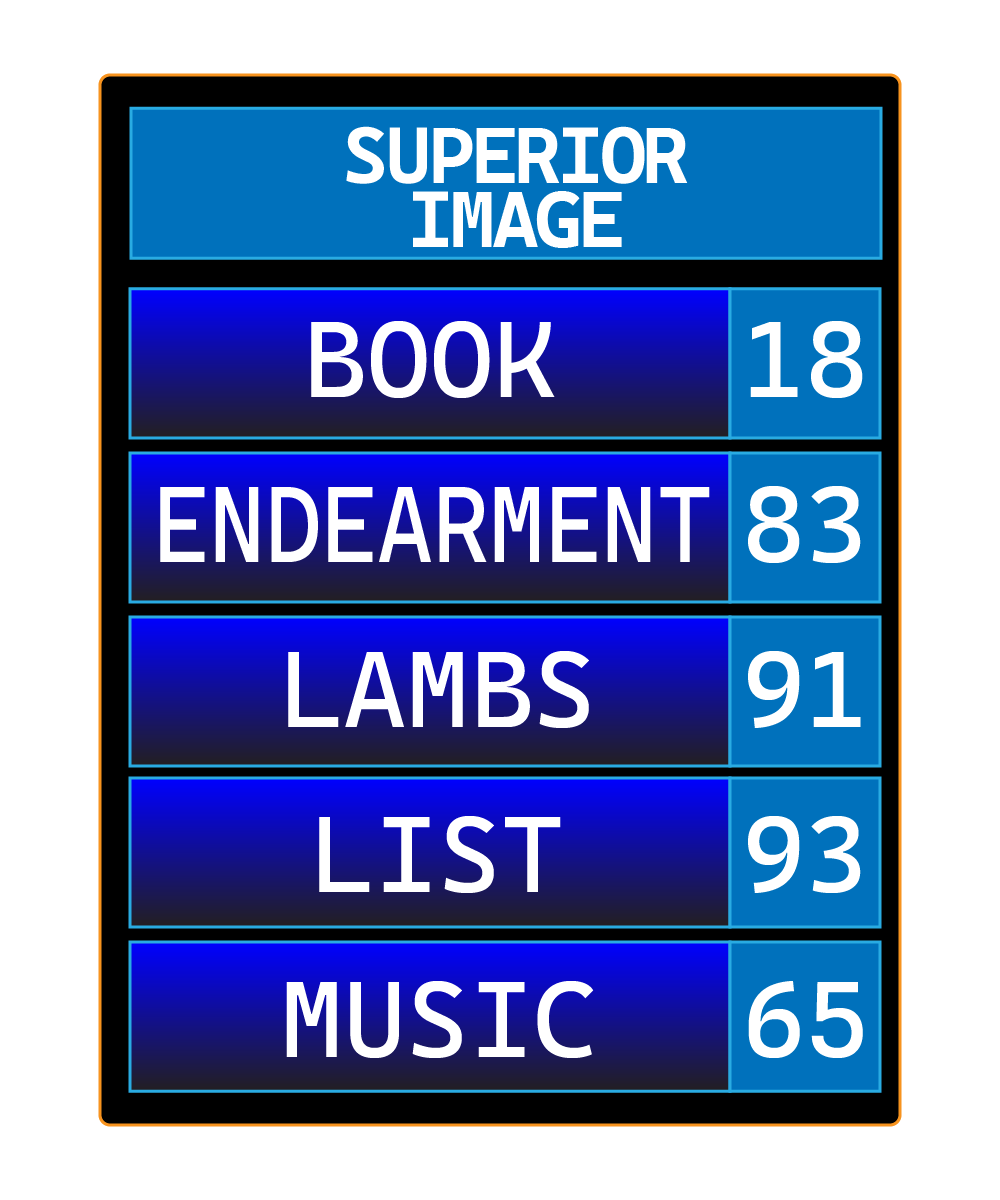 SUPERIOR
IMAGE
BOOK 18
ENDEARMENT 83
LAMBS 91
LIST 93
MUSIC 65